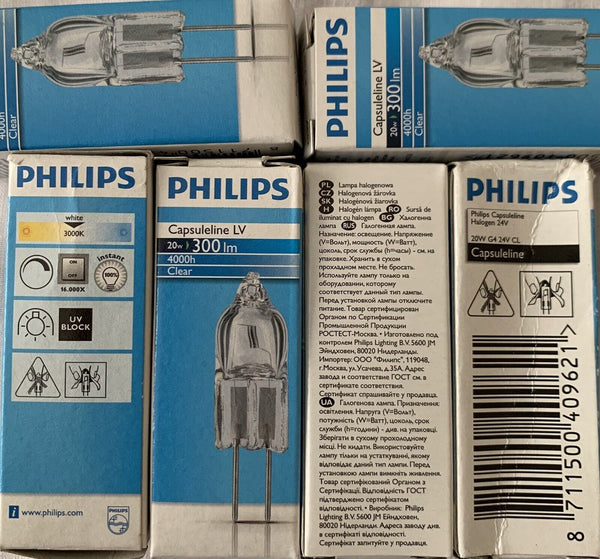 4000h
Clear
PHILIPS
Capsuleline LV
20w 300 lm
4000h
Clear
PHILIPS
white
3000K
ON
OFF
16.000X
instant
100%
UV
BLOCK
i www.philips.com
PHILIPS
PHILIPS
Capsuleline LV
20w 300 lm
4000h
Clear
PL Lampa halogenowa
CZ Halogenová žárovka
SK Halogénová žiarovka
H Halogén lámpa RO Sursă de
iluminat cu halogen BG Халогенна
лампа RUS Галогенная лампа.
Назначение: освещение. Напряжение
(V=Вольт), мощность (W=Ватт),
цоколь, срок службы (h=часы) - см. на
упаковке. Хранить в сухом
прохладном месте. Не бросать.
Используйте лампу только на
оборудовании, которому
соответствует данный тип лампы.
Перед установкой лампы отключите
питание. Товар сертифицирован
Органом по Сертификации
Промышленной Продукции
РОСТЕСТ-Москва. • Изготовлено под
контролем Philips Lighting B.V. 5600 JM
Эйндховен, 80020 Нидерланды.
Импортер: ООО "Филипс", 119048,
г.Москва, ул.Усачева, д.35А. Адрес
завода и соответствие ГОСТ см. в
сертификате соответствия.
Сертификат спрашивайте у продавца.
UA Галогенова лампа. Призначення:
освітлення. Напруга (V=Вольт),
потужність (W=Ватт), цоколь, срок
служби (h=години) - див. на упаковці.
Зберігати в сухому прохолодному
місці. Не кидати. Використовуйте
лампу тільки на устаткуванні, якому
відповідає даний тип лампи. Перед
установкою лампи вимкніть живлення.
Товар сертифікований Органом з
Сертифікації. Відповідність ГОСТ
підтверджено сертифікатом
відповідності. • Виробник: Philips
Lighting B.V. 5600 JM Ейндховен,
80020 Нідерланди. Адреса заводу див.
в сертифікаті відповідності.
Сертифікат запитуйте у продавця.
PHILIPS
Philips Capsuleline
Halogen 24V
20W G4 24V CL
Capsuleline
8 711500 409621 >